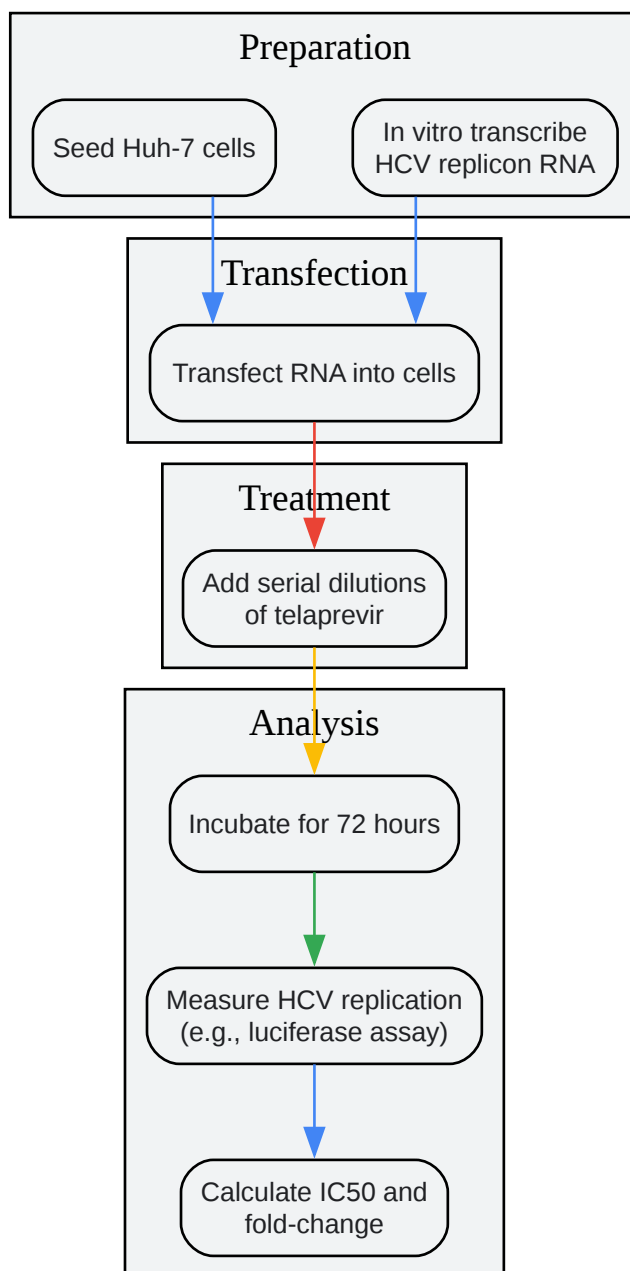 Preparation
Seed Huh-7 cells
In vitro transcribe
HCV replicon RNA
Transfection
Transfect RNA into cells
Treatment
Add serial dilutions
of telaprevir
Analysis
Incubate for 72 hours
Measure HCV replication
(e.g., luciferase assay)
Calculate IC50 and
fold-change